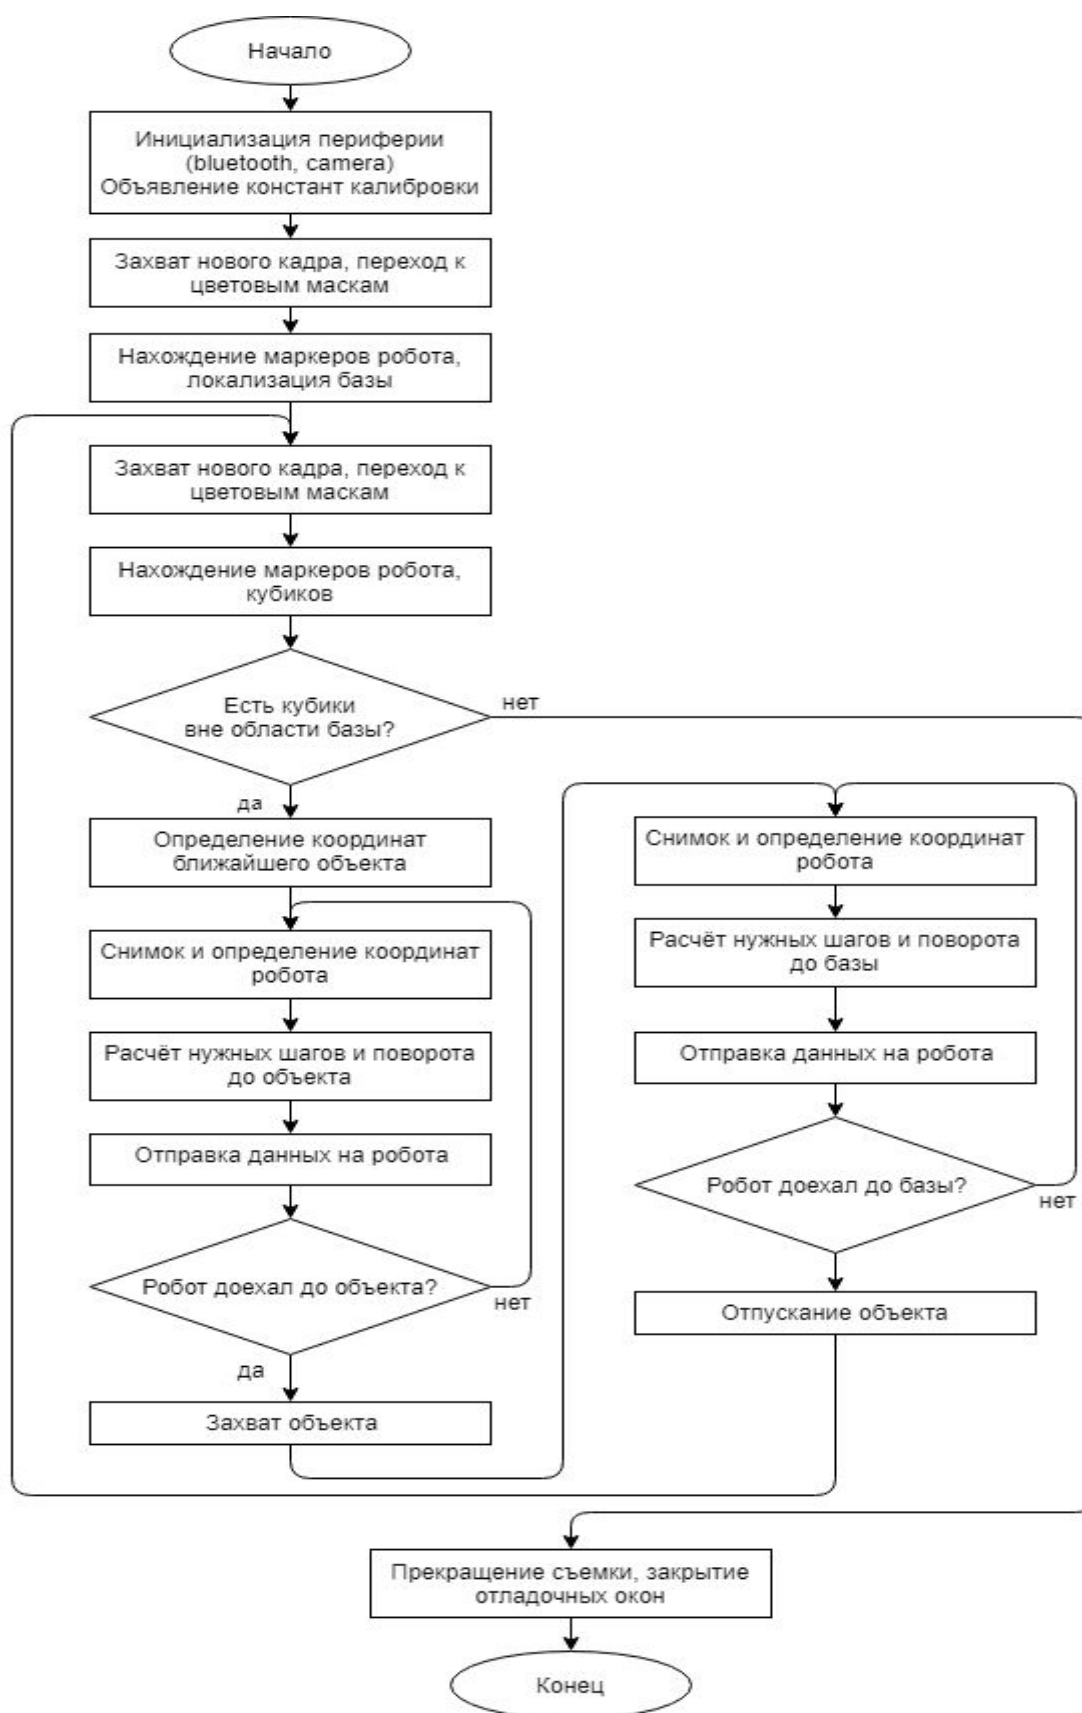 Начало
Инициализация периферии
(bluetooth, camera)
Объявление констант калибровки
Захват нового кадра, переход к
цветовым маскам
Нахождение маркеров робота,
локализация базы
Захват нового кадра, переход к
цветовым маскам
Нахождение маркеров робота,
кубиков
Есть кубики
вне области базы?
нет
да
Определение координат
ближайшего объекта
Снимок и определение координат
робота
Расчёт нужных шагов и поворота
до объекта
Отправка данных на робота
Робот доехал до объекта?
нет
да
Захват объекта
Снимок и определение координат
робота
Расчёт нужных шагов и поворота
до базы
Отправка данных на робота
Робот доехал до базы?
нет
Отпускание объекта
Прекращение съемки, закрытие
отладочных окон
Конец